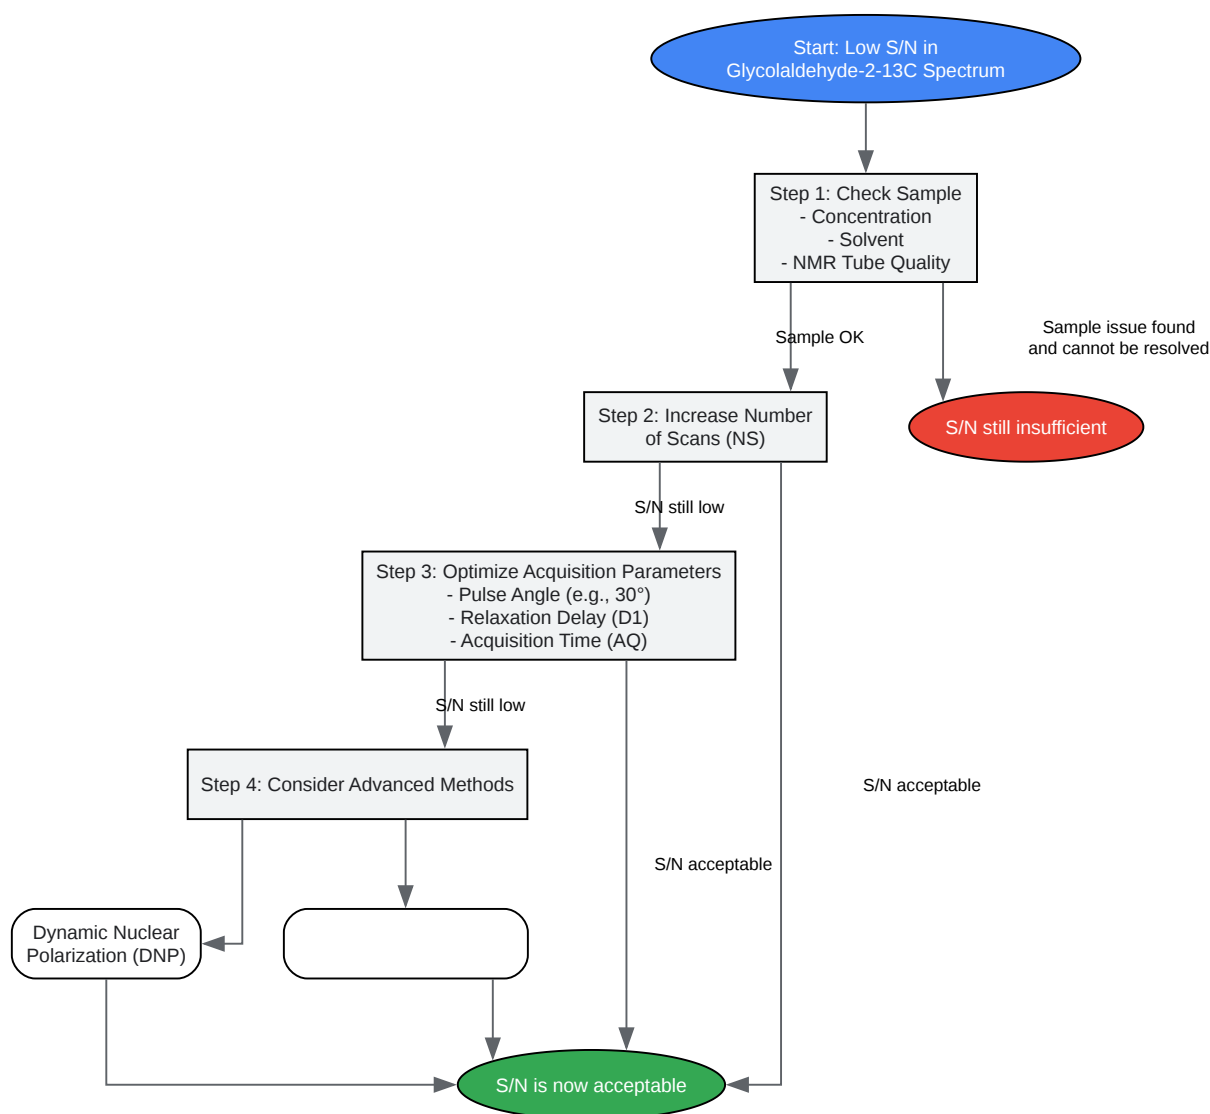 Start: Low S/N in
Glycolaldehyde-2-13C Spectrum
Step 1: Check Sample
- Concentration
- Solvent
- NMR Tube Quality
Sample OK
Sample issue found
and cannot be resolved
Step 2: Increase Number
of Scans (NS)
S/N still insufficient
S/N still low
Step 3: Optimize Acquisition Parameters
- Pulse Angle (e.g., 30°)
- Relaxation Delay (D1)
- Acquisition Time (AQ)
S/N still low
Step 4: Consider Advanced Methods
S/N acceptable
S/N acceptable
Dynamic Nuclear
Polarization (DNP)
S/N is now acceptable